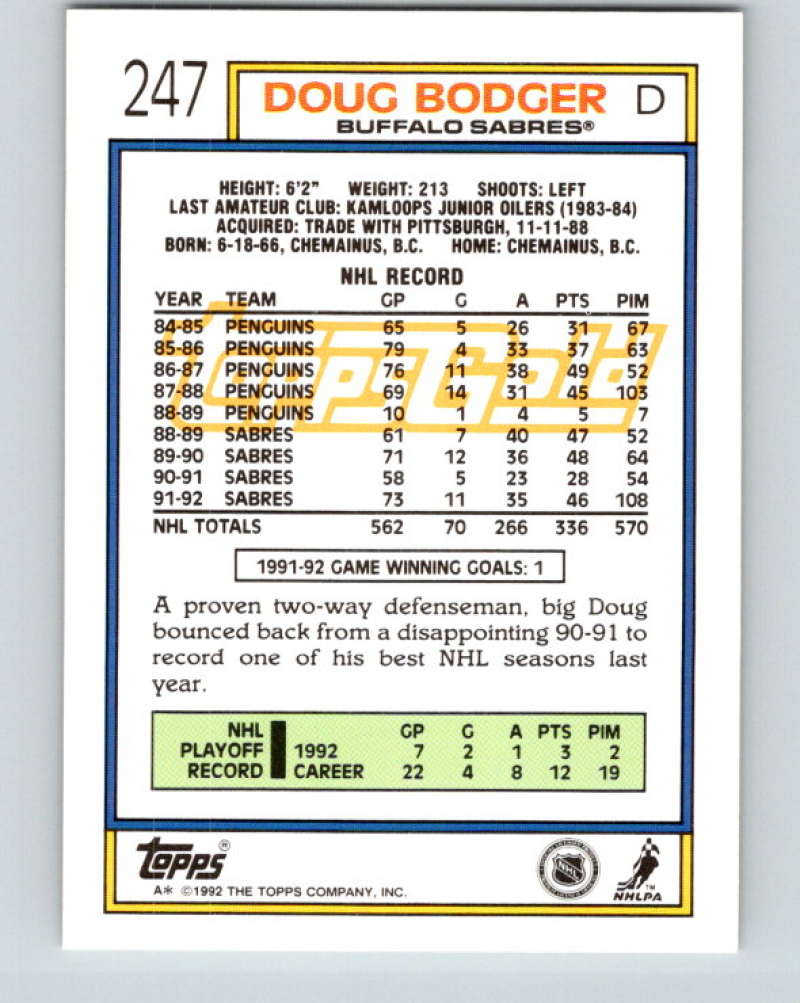 247
DOUG BODGER D
BUFFALO SABRES®
HEIGHT: 6'2" WEIGHT: 213 SHOOTS: LEFT
LAST AMATEUR CLUB: KAMLOOPS JUNIOR OILERS (1983-84)
ACQUIRED: TRADE WITH PITTSBURGH, 11-11-88
BORN: 6-18-66, CHEMAINUS, B.C. HOME: CHEMAINUS, B.C.
NHL RECORD
YEAR TEAM GP G A PTS PIM
84-85 PENGUINS 65 5 26 31 67
85-86 PENGUINS 79 4 33 37 63
86-87 PENGUINS 76 11 38 49 52
87-88 PENGUINS 69 14 31 45 103
88-89 PENGUINS 10 1 4 5 7
88-89 SABRES 61 7 40 47 52
89-90 SABRES 71 12 36 48 64
90-91 SABRES 58 5 23 28 54
91-92 SABRES 73 11 35 46 108
NHL TOTALS 562 70 266 336 570
ToppsGold
1991-92 GAME WINNING GOALS: 1
A proven two-way defenseman, big Doug
bounced back from a disappointing 90-91 to
record one of his best NHL seasons last
year.
NHL GP G A PTS PIM
PLAYOFF 1992 7 2 1 3 2
RECORD CAREER 22 4 8 12 19
TOPPS®
A* ©1992 THE TOPPS COMPANY, INC.
NHL
TM
NHLPA